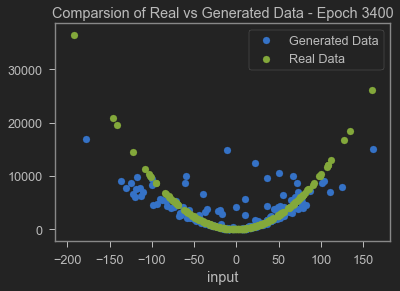 Comparsion of Real vs Generated Data - Epoch 3400
Generated Data
Real Data
30000
20000
10000
0
−200 −150 −100 −50 0 50 100 150
input